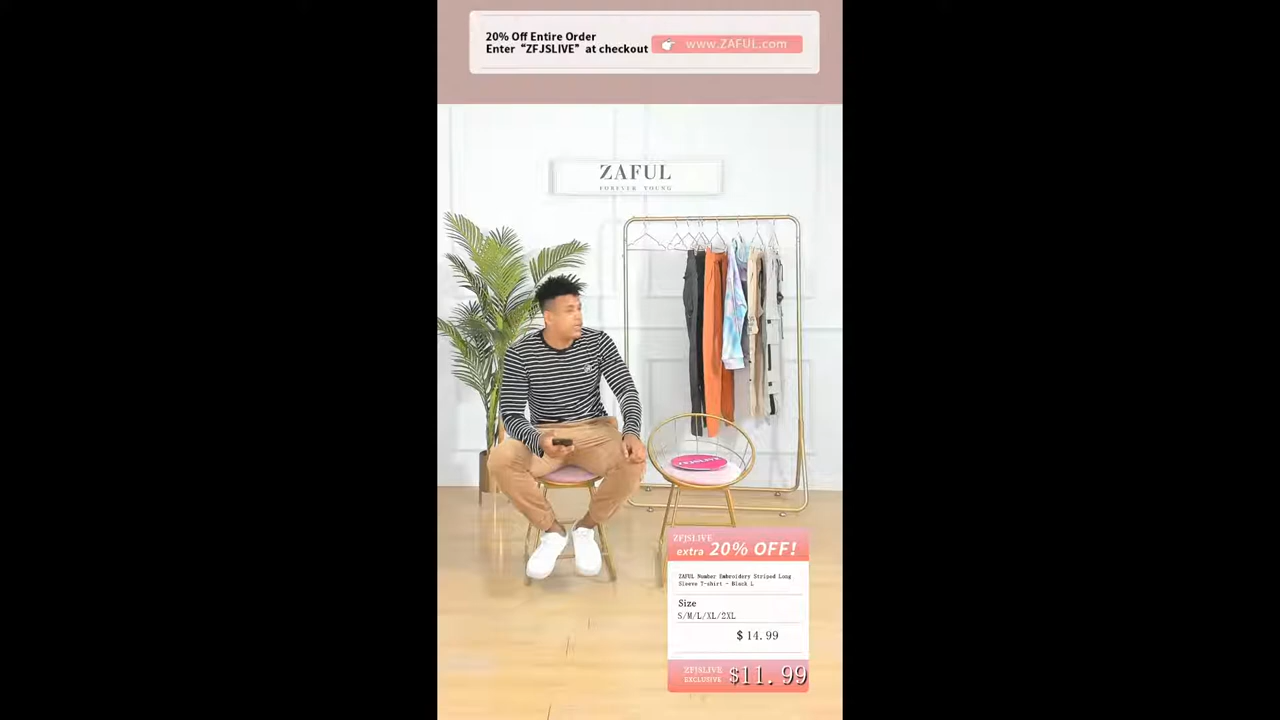 20% Off Entire Order
Enter “ZFJSLIVE” at checkout
www.ZAFUL.com
ZAFUL
FOREVER YOUNG
ZFJSLIVE
ZFJSLIVE
extra 20% OFF!
ZAFUL Number Embroidery Striped Long
Sleeve T-shirt - Black L
Size
S/M/L/XL/2XL
$ 14.99
ZFJSLIVE
EXCLUSIVE
$11.99